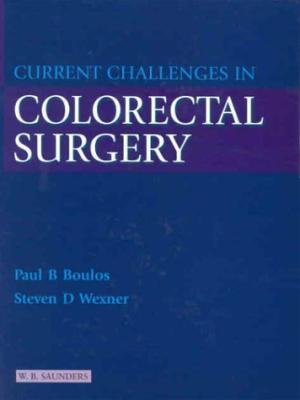 CURRENT CHALLENGES IN
COLORECTAL
SURGERY
Paul B Boulos
Steven D Wexner
W. B. SAUNDERS